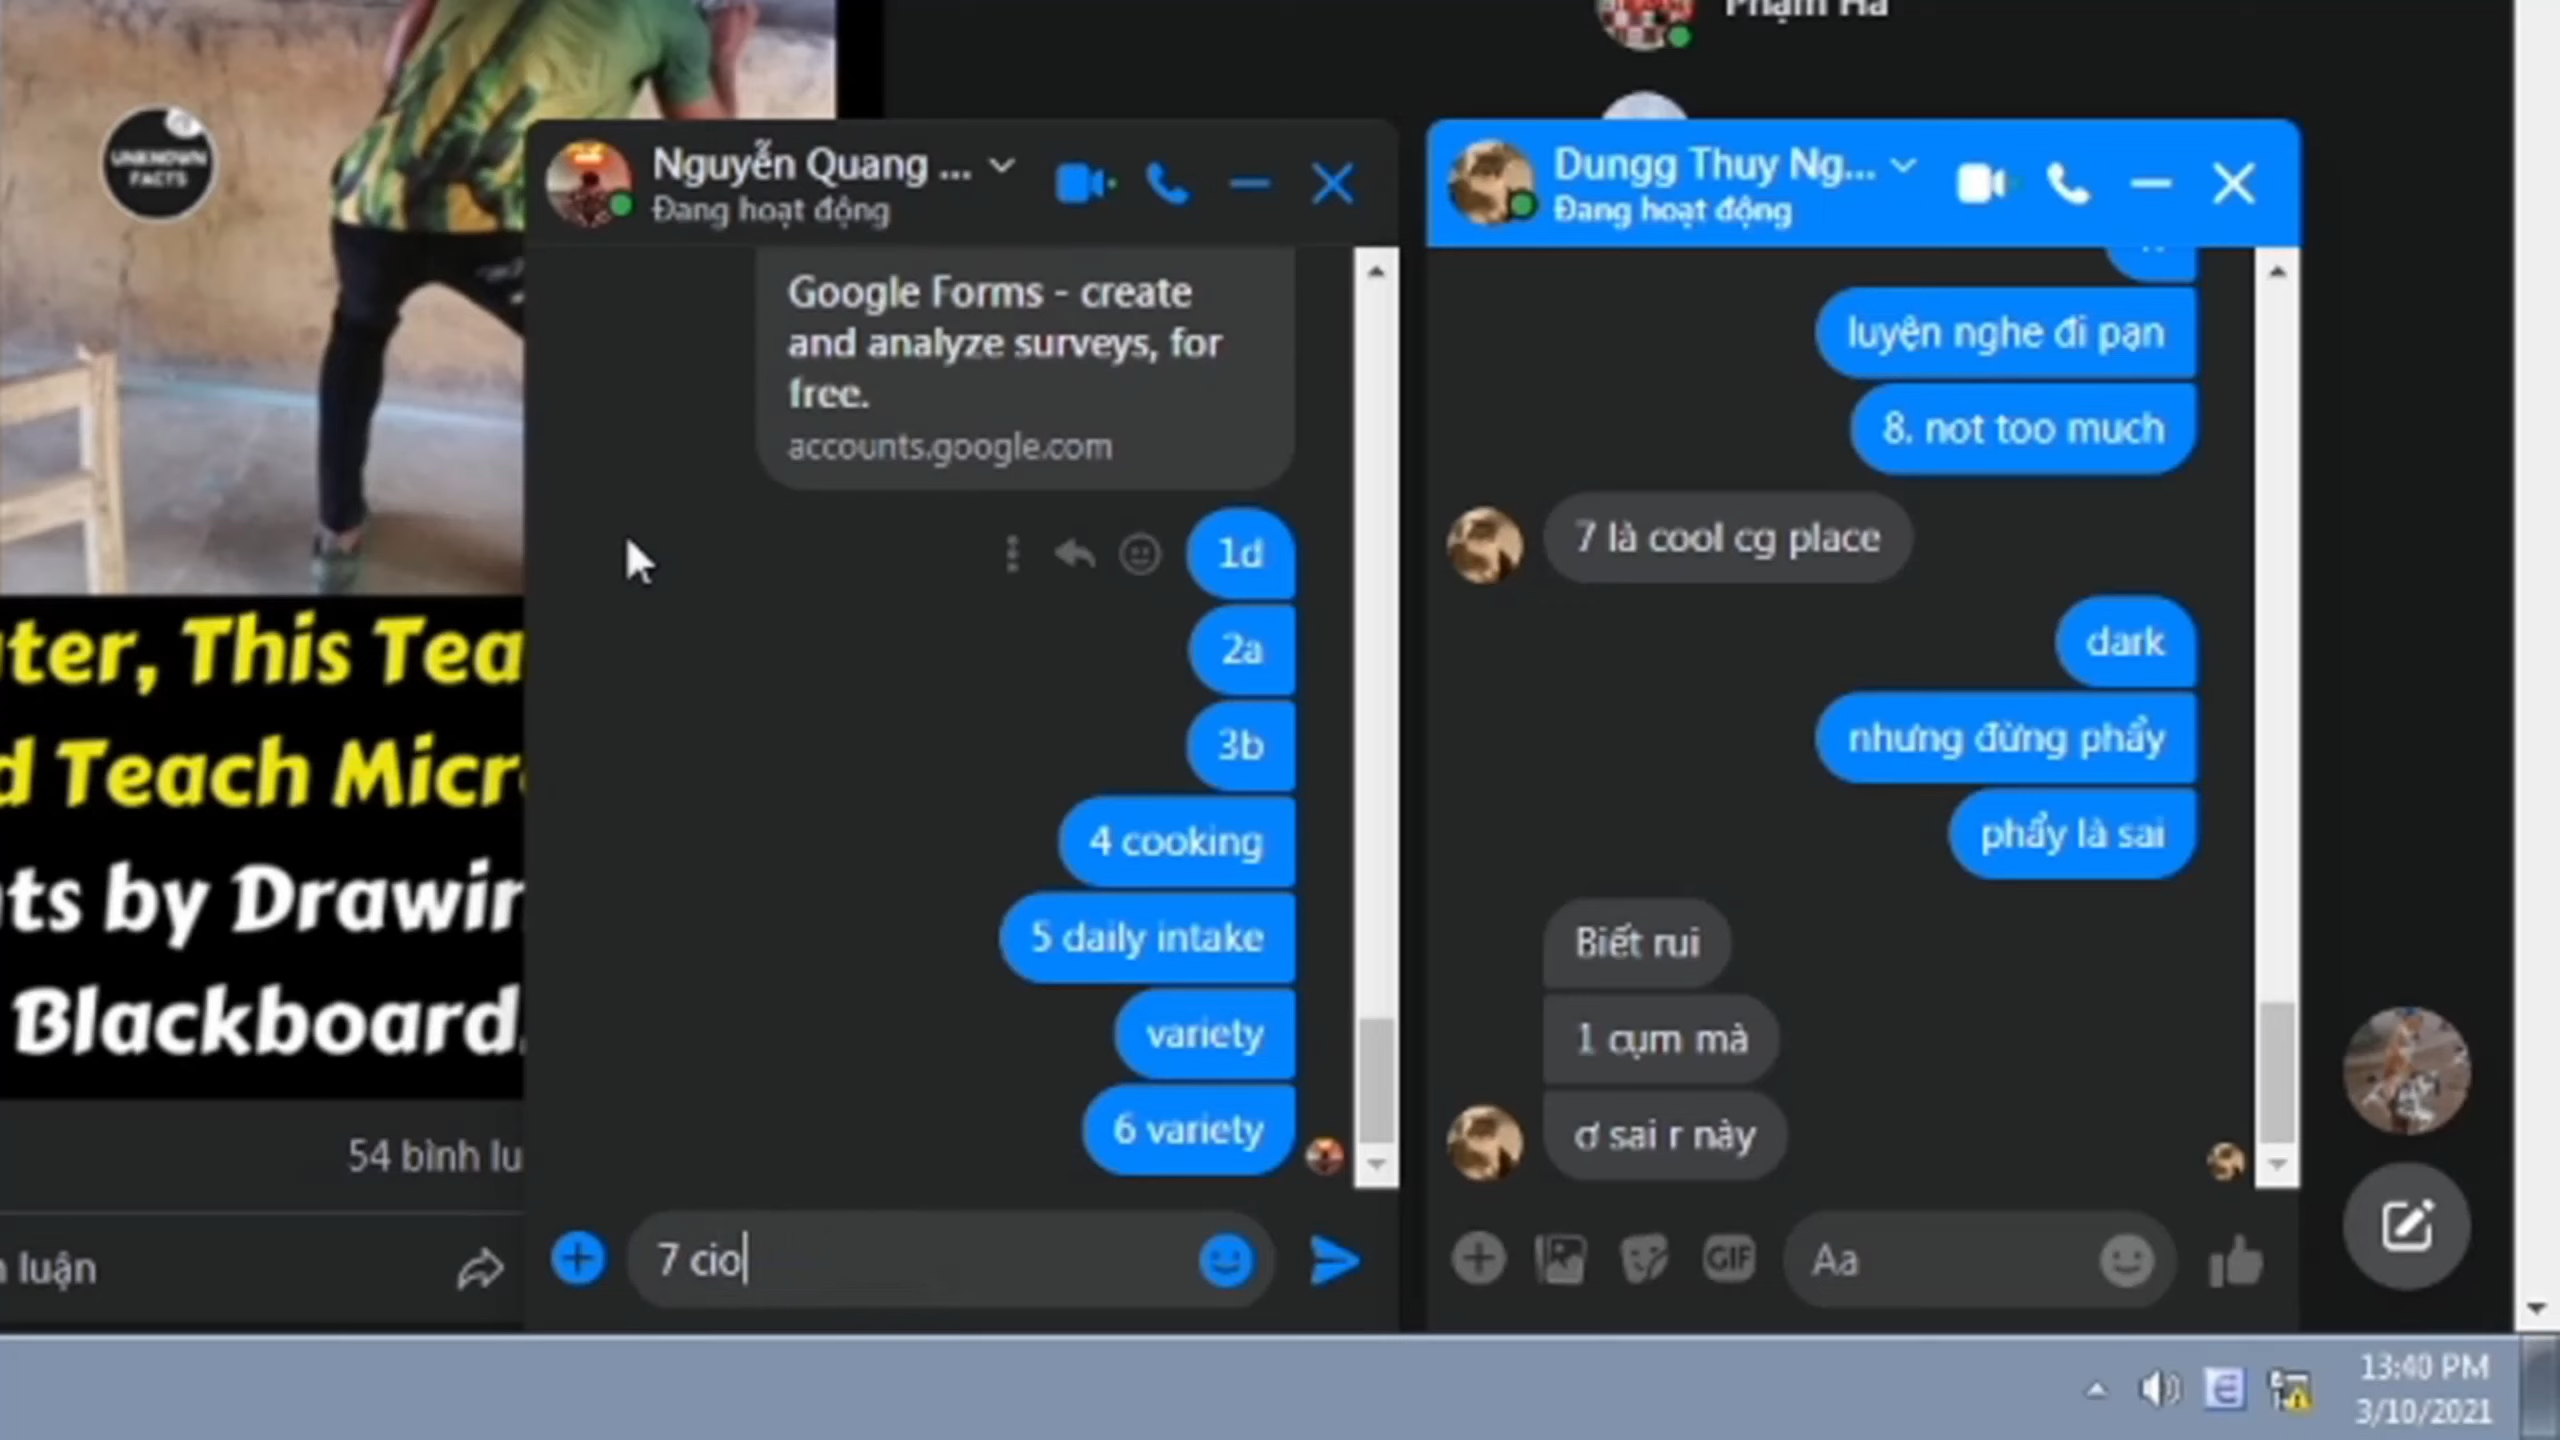 Phạm Hà
UNKNOWN
FACTS
Nguyễn Quang ...
Đang hoạt động
Google Forms - create
and analyze surveys, for
free.
accounts.google.com
1d
2a
3b
4 cooking
5 daily intake
variety
6 variety
7 cio
Dungg Thuy Ng...
Đang hoạt động
luyện nghe đi pạn
8. not too much
7 là cool cg place
dark
nhưng đừng phẩy
phẩy là sai
Biết rui
1 cụm mà
ơ sai r này
GIF
Aa
ter, This Tea
d Teach Micr
ts by Drawin
Blackboard.
54 bình lu
luận
13:40 PM
3/10/2021